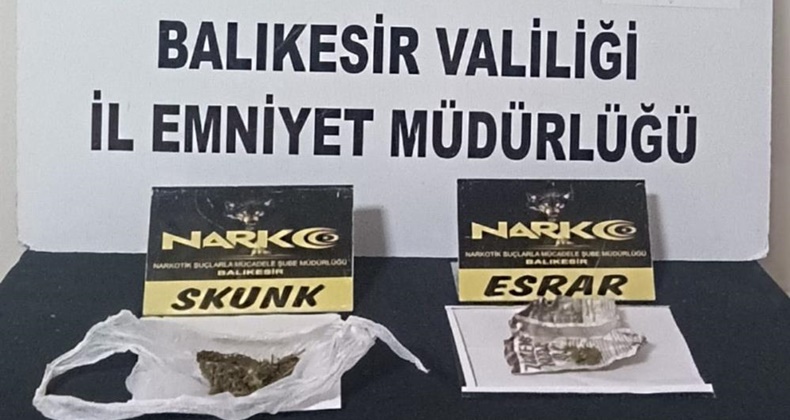 BALIKESİR VALİLİĞİ
İL EMNİYET MÜDÜRLÜĞÜ
NARKO
NARKOTİK SUÇLARLA MÜCADELE ŞUBE MÜDÜRLÜĞÜ
BALIKESİR
SKUNK
NARKO
NARKOTİK SUÇLARLA MÜCADELE ŞUBE MÜDÜRLÜĞÜ
BALIKESİR
ESRAR